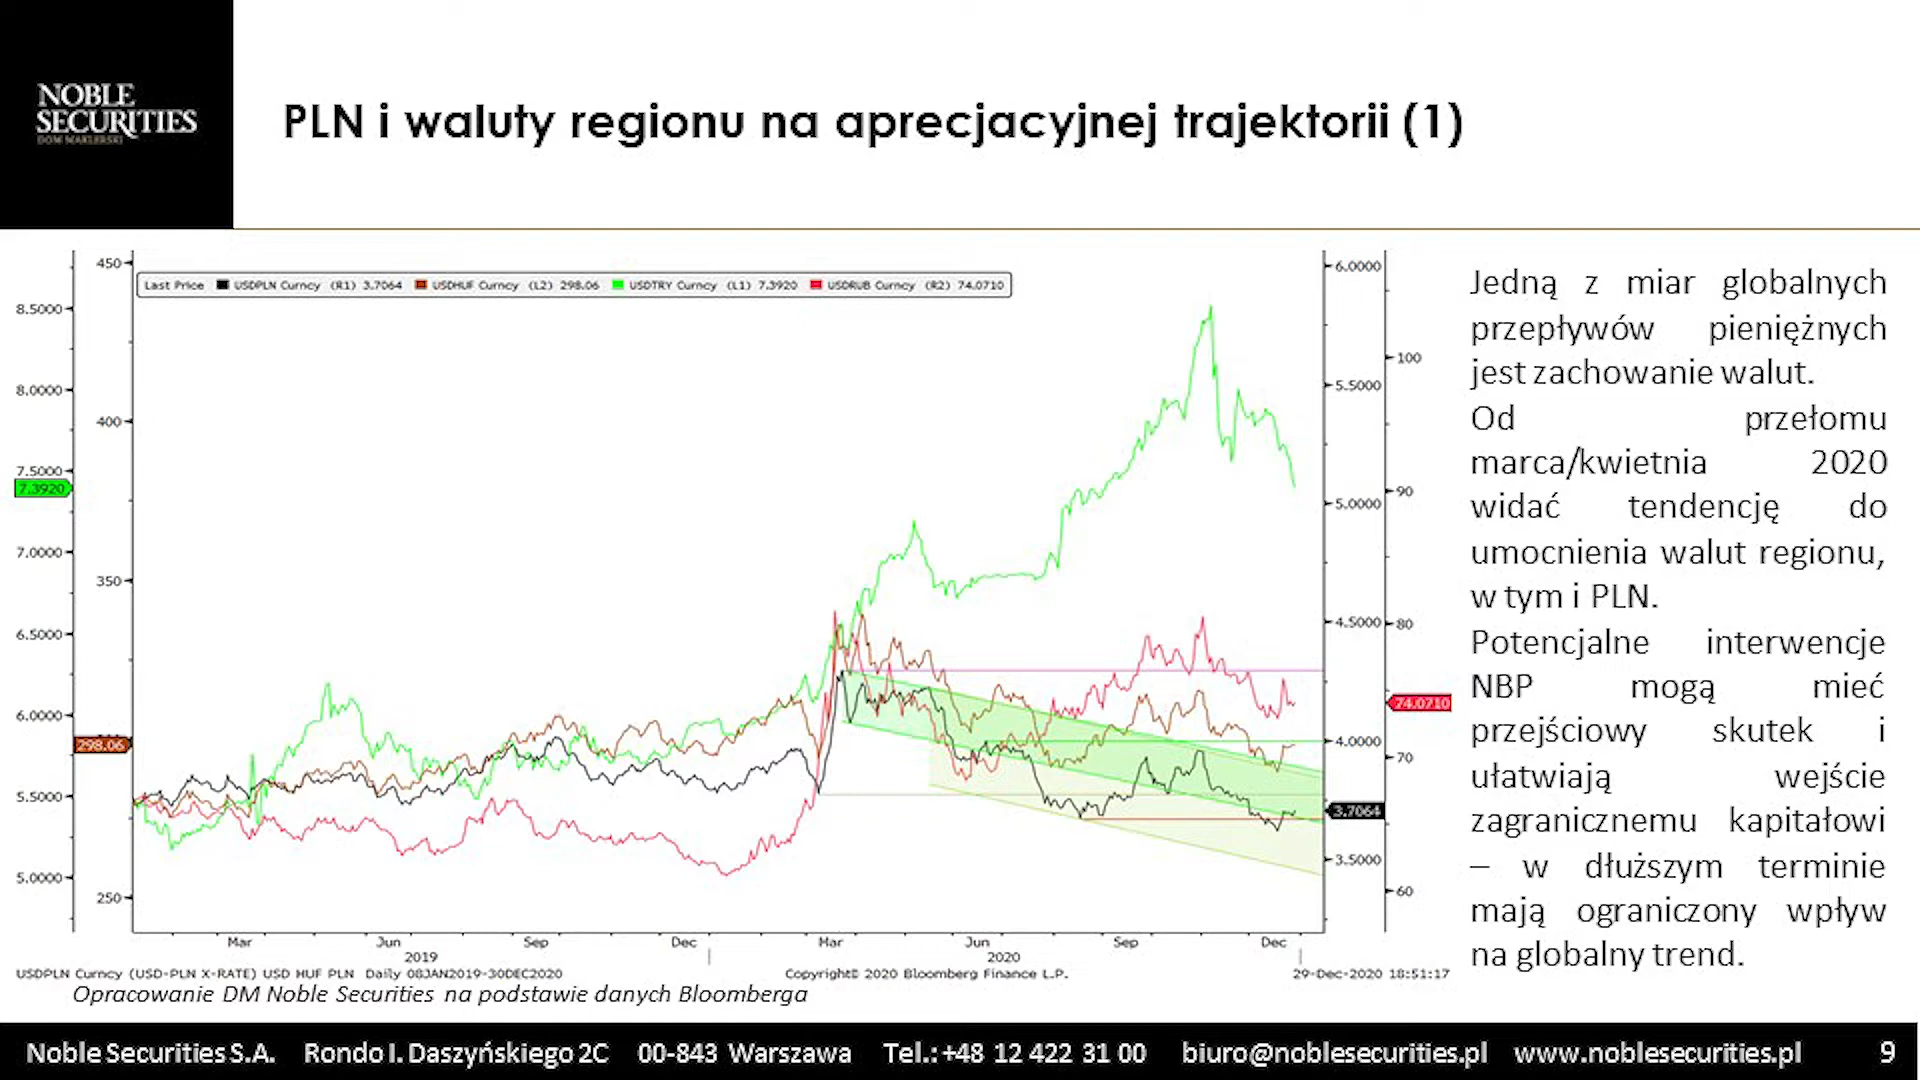 NOBLE
SECURITIES
DOM MAKLERSKI
PLN i waluty regionu na aprecjacyjnej trajektorii (1)
Last Price USDPLN Curncy (R1) 3.7064 USDHUF Curncy (L2) 298.06 USDTRY Curncy (L1) 7.3920 USDRUB Curncy (R2) 74.0710
8.5000
8.0000
7.5000
7.3920
7.0000
6.5000
6.0000
5.5000
5.0000
450
400
350
298.06
250
6.0000
5.5000
5.0000
4.5000
4.0000
3.7064
3.5000
100
90
80
74.0710
70
60
Mar Jun Sep Dec Mar Jun Sep Dec
2019 2020
USDPLN Curncy (USD-PLN X-RATE) USD HUF PLN Daily 08JAN2019-30DEC2020
Copyright© 2020 Bloomberg Finance L.P.
29-Dec-2020 18:51:17
Opracowanie DM Noble Securities na podstawie danych Bloomberga
Jedną z miar globalnych
przepływów pieniężnych
jest zachowanie walut.
Od przełomu
marca/kwietnia 2020
widać tendencję do
umocnienia walut regionu,
w tym i PLN.
Potencjalne interwencje
NBP mogą mieć
przejściowy skutek i
ułatwiają wejście
zagranicznemu kapitałowi
– w dłuższym terminie
mają ograniczony wpływ
na globalny trend.
Noble Securities S.A. Rondo I. Daszyńskiego 2C 00-843 Warszawa Tel.: +48 12 422 31 00 biuro@noblesecurities.pl www.noblesecurities.pl 9